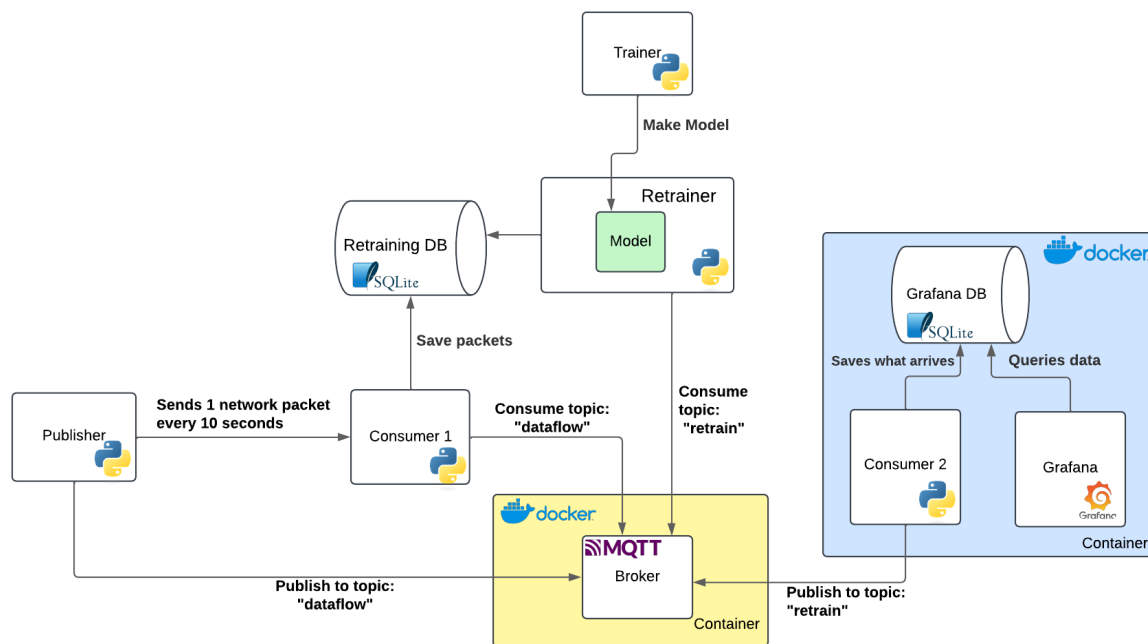 Trainer
Make Model
Retrainer
Model
Retraining DB
SQLite
Save packets
docker
Grafana DB
SQLite
Saves what arrives
Queries data
Sends 1 network packet
every 10 seconds
Publisher
Consumer 1
Consume topic:
"dataflow"
Consume
topic:
"retrain"
Consumer 2
Grafana
Grafana
Container
docker
MQTT
Broker
Container
Publish to topic:
"dataflow"
Publish to topic:
"retrain"